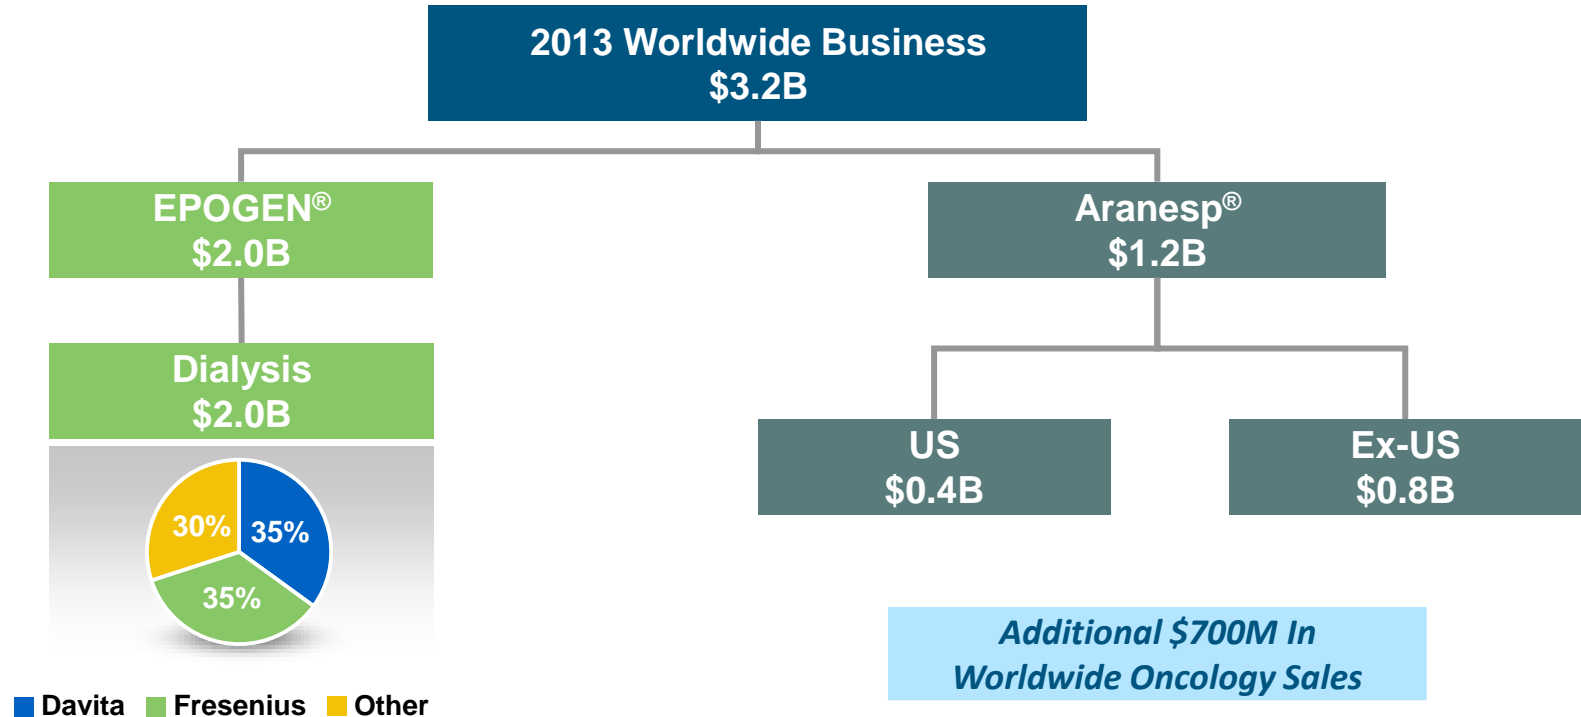 2013 Worldwide Business
$3.2B
EPOGEN®
$2.0B
Aranesp®
$1.2B
Dialysis
$2.0B
US
$0.4B
Ex-US
$0.8B
30%
35%
35%
Additional $700M In
Worldwide Oncology Sales
Davita Fresenius Other